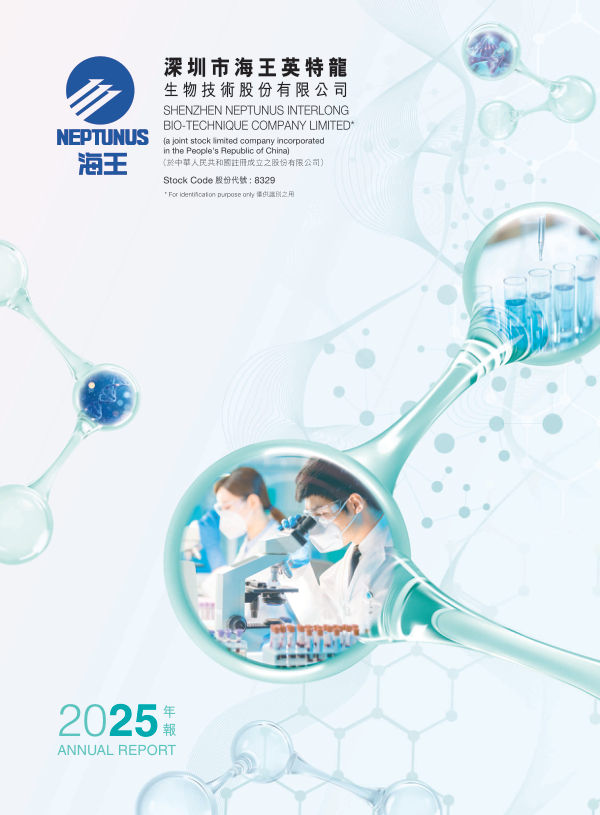 NEPTUNUS
海王
深圳市海王英特龍
生物技術股份有限公司
SHENZHEN NEPTUNUS INTERLONG
BIO-TECHNIQUE COMPANY LIMITED*
(a joint stock limited company incorporated
in the People's Republic of China)
(於中華人民共和國註冊成立之股份有限公司)
Stock Code 股份代號 : 8329
* For identification purpose only 僅供識別之用
2025 年報
ANNUAL REPORT